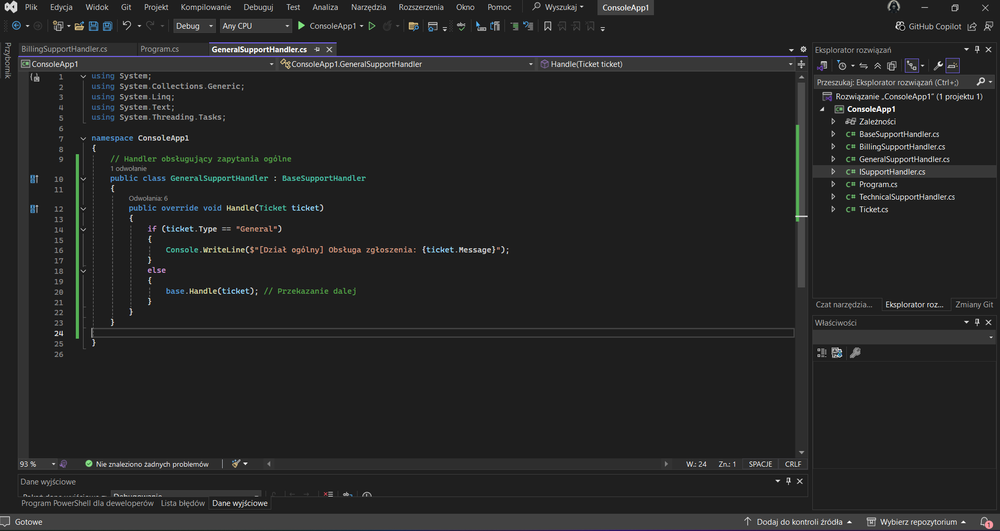 Plik Edycja Widok Git Projekt Kompilowanie Debuguj Test Analiza Narzędzia Rozszerzenia Okno Pomoc Wyszukaj ConsoleApp1
Debug Any CPU ConsoleApp1 GitHub Copilot
Przybornik
BillingSupportHandler.cs Program.cs GeneralSupportHandler.cs
ConsoleApp1 ConsoleApp1.GeneralSupportHandler Handle(Ticket ticket)
1 using System;
2 using System.Collections.Generic;
3 using System.Linq;
4 using System.Text;
5 using System.Threading.Tasks;
6
7 namespace ConsoleApp1
8 {
9 // Handler obsługujący zapytania ogólne
1 odwołanie
10 public class GeneralSupportHandler : BaseSupportHandler
11 {
Odwołania: 6
12 public override void Handle(Ticket ticket)
13 {
14 if (ticket.Type == "General")
15 {
16 Console.WriteLine($"[Dział ogólny] Obsługa zgłoszenia: {ticket.Message}");
17 }
18 else
19 {
20 base.Handle(ticket); // Przekazanie dalej
21 }
22 }
23 }
24
25 }
26
93 % Nie znaleziono żadnych problemów W.: 24 Zn.: 1 SPACJE CRLF
Dane wyjściowe
Debugowanie
Program PowerShell dla deweloperów Lista błędów Dane wyjściowe
Eksplorator rozwiązań
Przeszukaj: Eksplorator rozwiązań (Ctrl+;)
Rozwiązanie „ConsoleApp1” (1 projektu 1)
ConsoleApp1
Zależności
C# BaseSupportHandler.cs
C# BillingSupportHandler.cs
C# GeneralSupportHandler.cs
C# ISupportHandler.cs
C# Program.cs
C# TechnicalSupportHandler.cs
C# Ticket.cs
Czat narzędzia... Eksplorator roz... Zmiany Git
Właściwości
Gotowe Dodaj do kontroli źródła Wybierz repozytorium 1